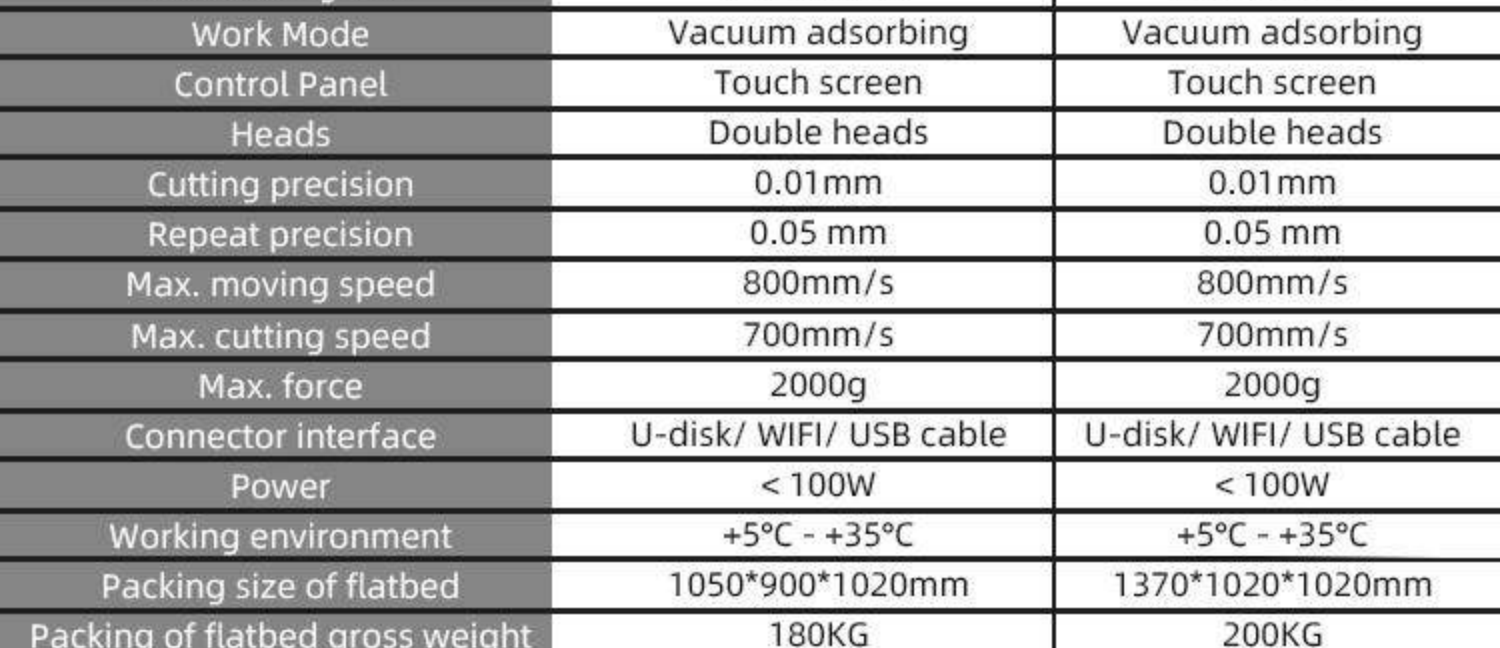 Work Mode Vacuum adsorbing Vacuum adsorbing
Control Panel Touch screen Touch screen
Heads Double heads Double heads
Cutting precision 0.01mm 0.01mm
Repeat precision 0.05 mm 0.05 mm
Max. moving speed 800mm/s 800mm/s
Max. cutting speed 700mm/s 700mm/s
Max. force 2000g 2000g
Connector interface U-disk/ WIFI/ USB cable U-disk/ WIFI/ USB cable
Power < 100W < 100W
Working environment +5℃ - +35℃ +5℃ - +35℃
Packing size of flatbed 1050*900*1020mm 1370*1020*1020mm
Packing of flatbed gross weight 180KG 200KG